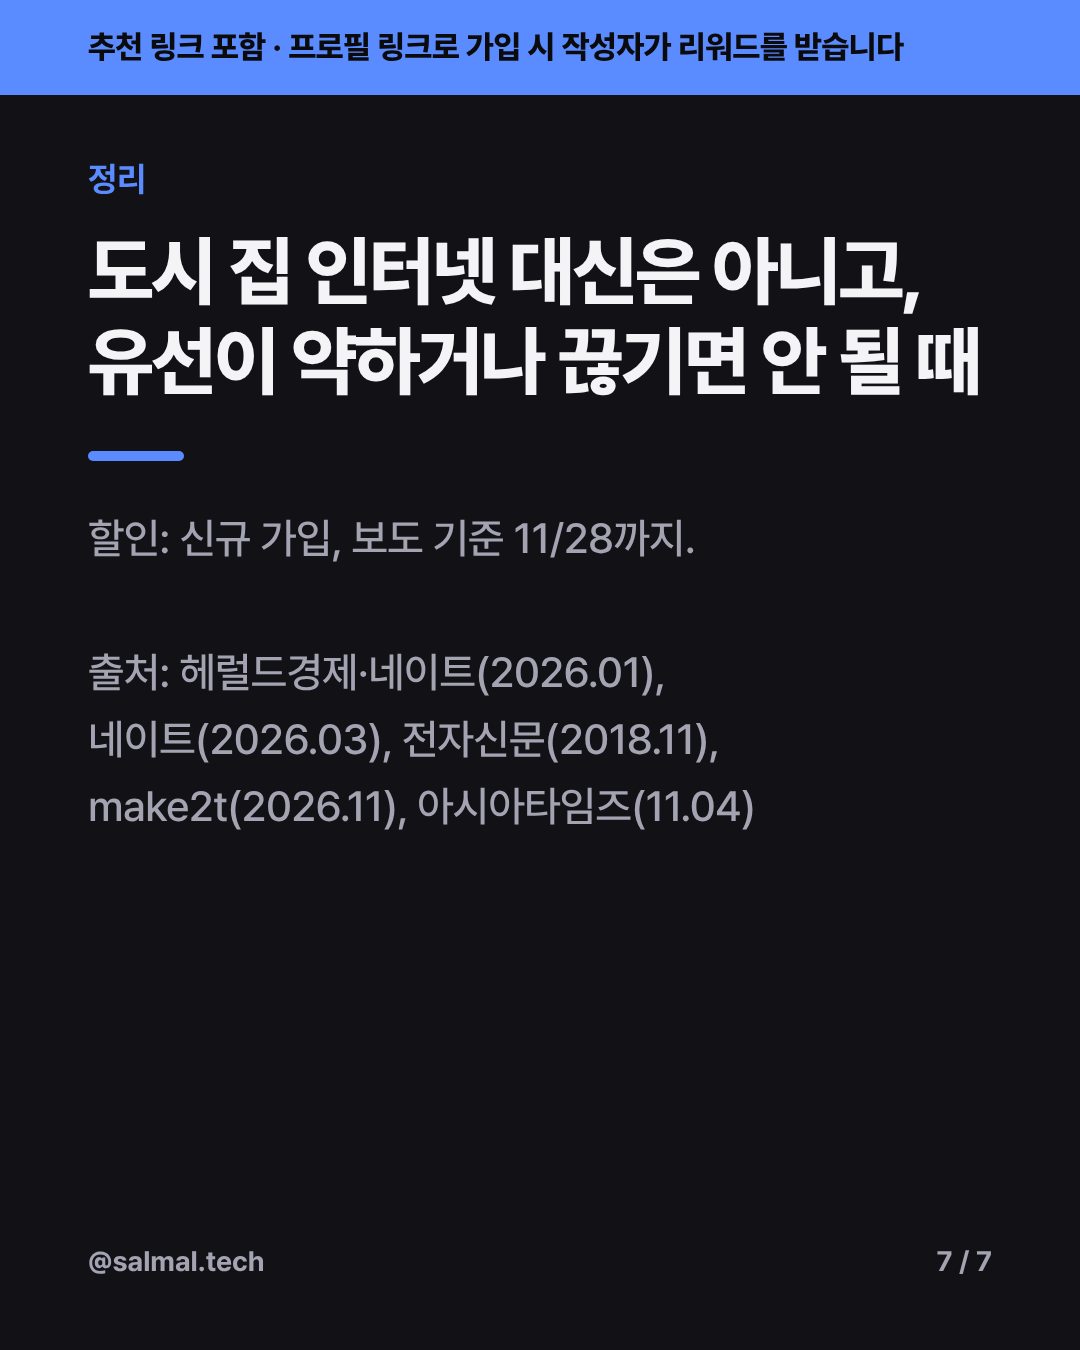 추천 링크 포함 · 프로필 링크로 가입 시 작성자가 리워드를 받습니다
정리
도시 집 인터넷 대신은 아니고,
유선이 약하거나 끊기면 안 될 때
할인: 신규 가입, 보도 기준 11/28까지.
출처: 헤럴드경제·네이트(2026.01),
네이트(2026.03), 전자신문(2018.11),
make2t(2026.11), 아시아타임즈(11.04)
@salmal.tech
7 / 7